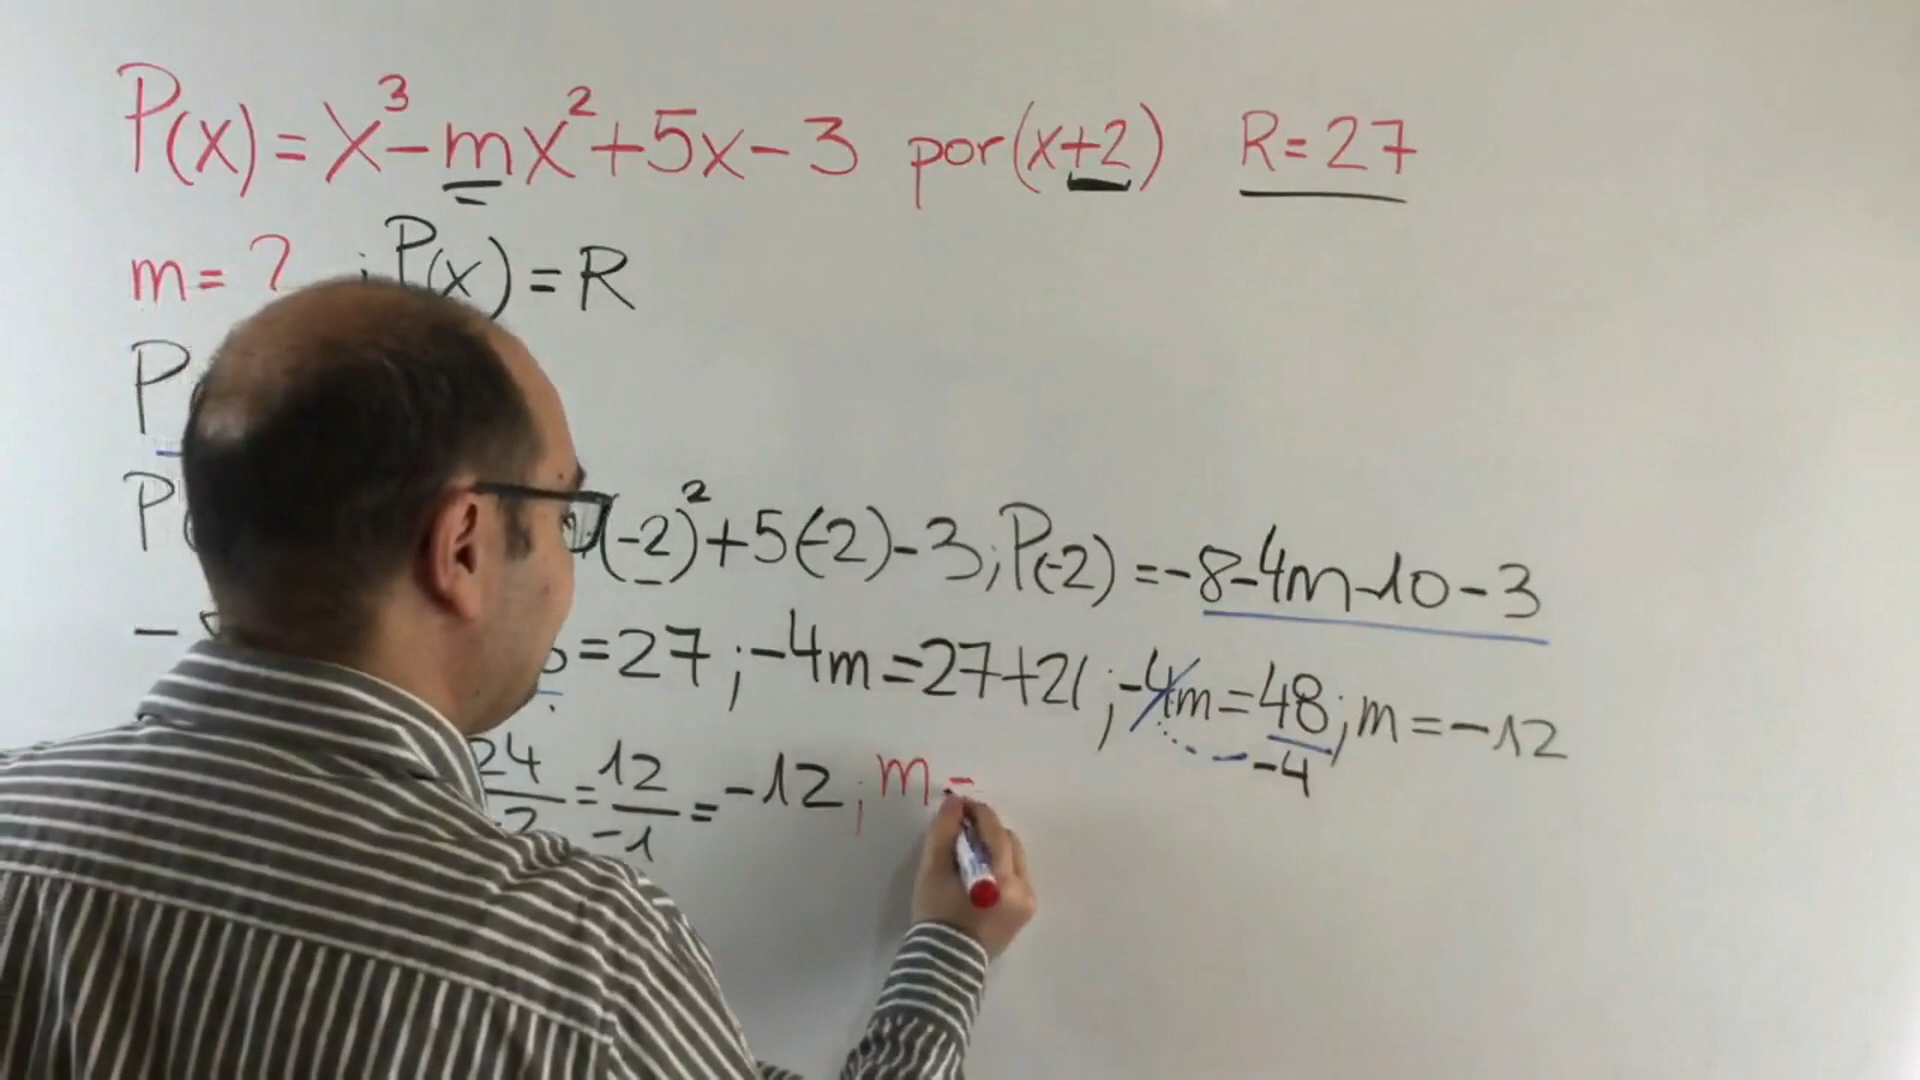 P(x)=x³-mx²+5x-3 por (x+2) R=27
m=? ; P(x)=R
P
P (-2)²+5(-2)-3; P(-2)=-8-4m-10-3
- =27; -4m=27+21; -4m=48/-4; m=-12
24/-2=12/-1=-12; m=